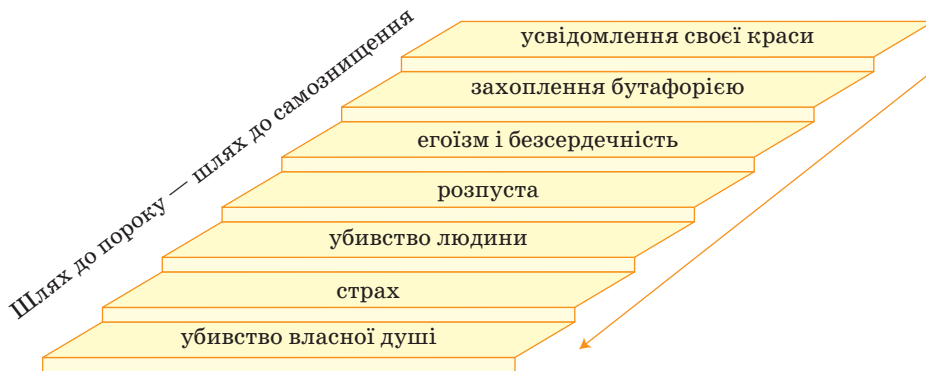 Шлях до пороку — шлях до самознищення
усвідомлення своєї краси
захоплення бутафорією
егоїзм і безсердечність
розпуста
убивство людини
страх
убивство власної душі